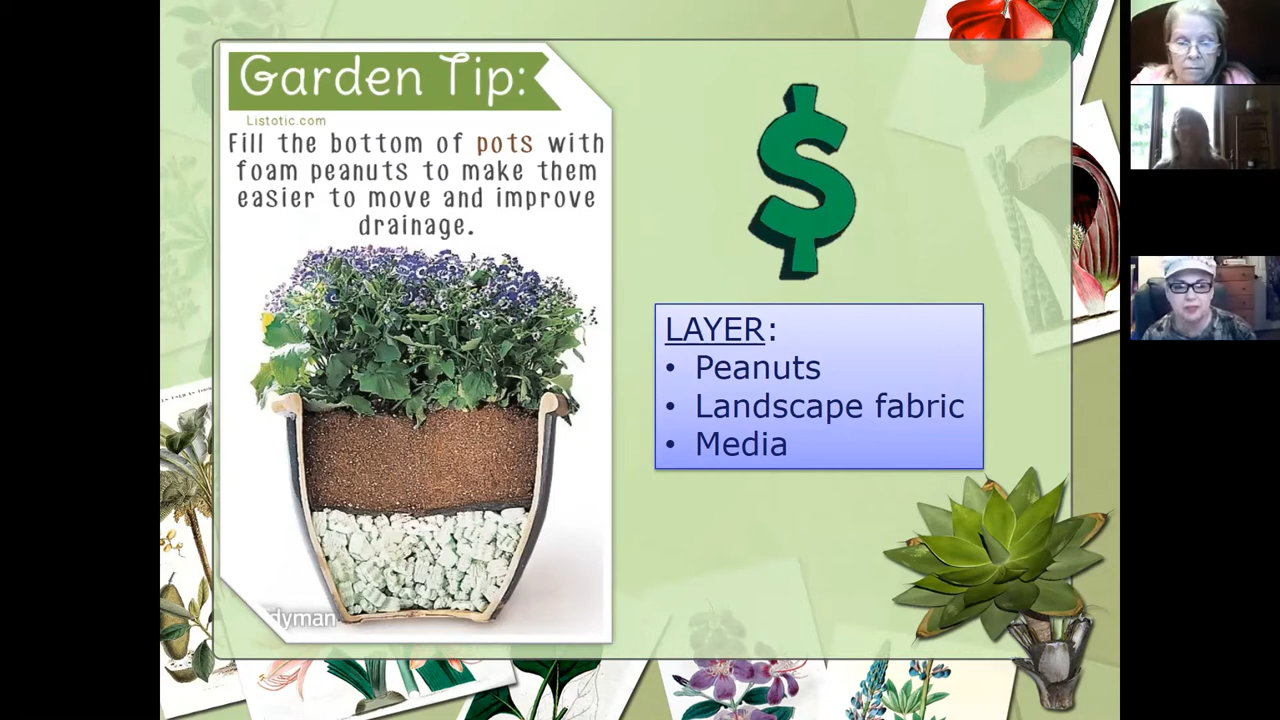 Garden Tip:
Listotic.com
Fill the bottom of pots with
foam peanuts to make them
easier to move and improve
drainage.
$
LAYER:
• Peanuts
• Landscape fabric
• Media
dyman